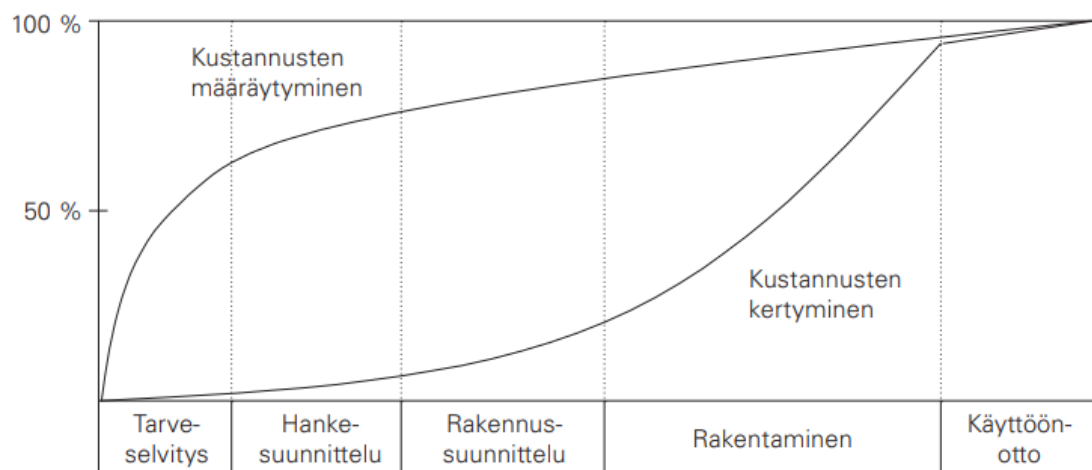 100 %
Kustannusten
määräytyminen
50 %
Kustannusten
kertyminen
Tarve-
selvitys
Hanke-
suunnittelu
Rakennus-
suunnittelu
Rakentaminen
Käyttöön-
otto